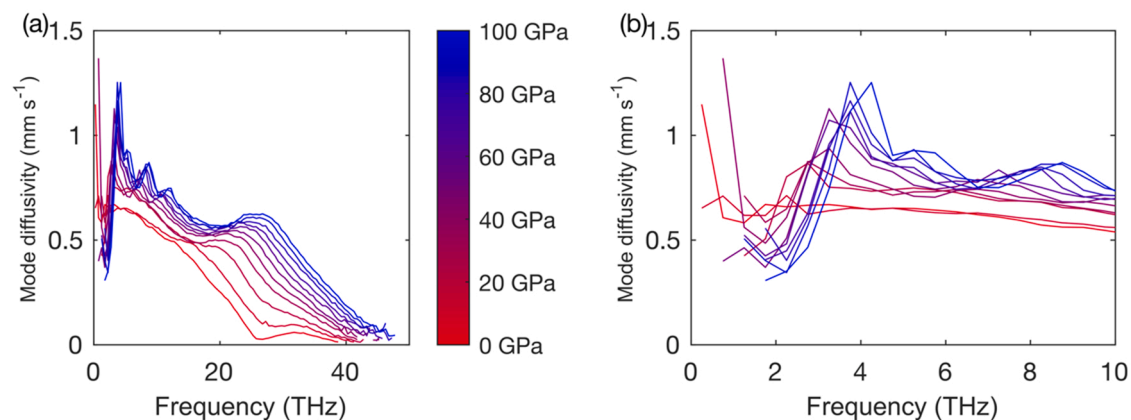 (a)
1.5
1
0.5
0
Mode diffusivity (mm s⁻¹)
0
20
40
Frequency (THz)
100 GPa
80 GPa
60 GPa
40 GPa
20 GPa
0 GPa
(b)
1.5
1
0.5
0
Mode diffusivity (mm s⁻¹)
0
2
4
6
8
10
Frequency (THz)